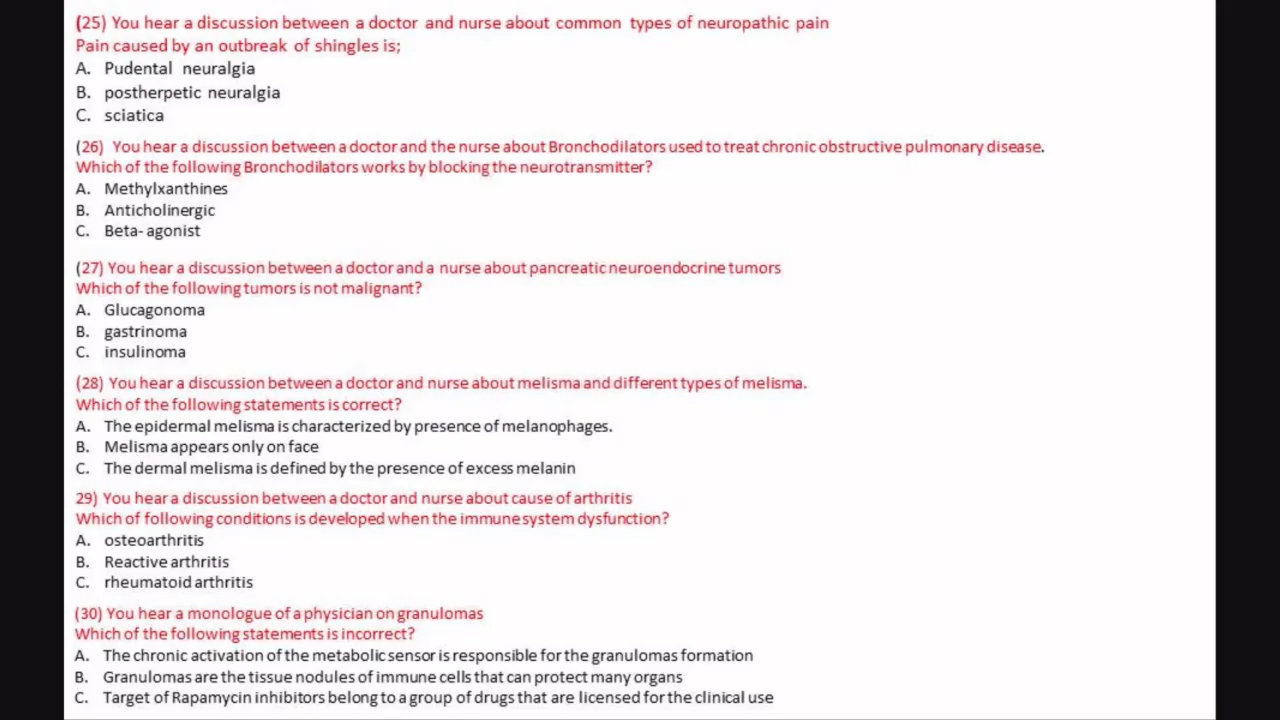 (25) You hear a discussion between a doctor and nurse about common types of neuropathic pain
Pain caused by an outbreak of shingles is;
A. Pudental neuralgia
B. postherpetic neuralgia
C. sciatica
(26) You hear a discussion between a doctor and the nurse about Bronchodilators used to treat chronic obstructive pulmonary disease.
Which of the following Bronchodilators works by blocking the neurotransmitter?
A. Methylxanthines
B. Anticholinergic
C. Beta- agonist
(27) You hear a discussion between a doctor and a nurse about pancreatic neuroendocrine tumors
Which of the following tumors is not malignant?
A. Glucagonoma
B. gastrinoma
C. insulinoma
(28) You hear a discussion between a doctor and nurse about melisma and different types of melisma.
Which of the following statements is correct?
A. The epidermal melisma is characterized by presence of melanophages.
B. Melisma appears only on face
C. The dermal melisma is defined by the presence of excess melanin
29) You hear a discussion between a doctor and nurse about cause of arthritis
Which of following conditions is developed when the immune system dysfunction?
A. osteoarthritis
B. Reactive arthritis
C. rheumatoid arthritis
(30) You hear a monologue of a physician on granulomas
Which of the following statements is incorrect?
A. The chronic activation of the metabolic sensor is responsible for the granulomas formation
B. Granulomas are the tissue nodules of immune cells that can protect many organs
C. Target of Rapamycin inhibitors belong to a group of drugs that are licensed for the clinical use